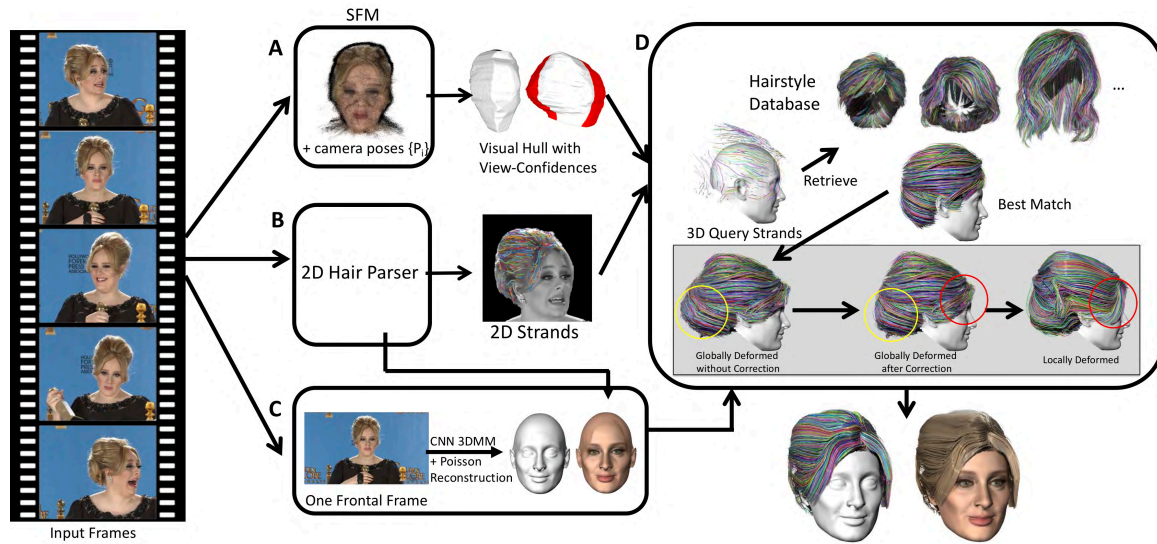 SFM
A
+ camera poses {P_i}
Visual Hull with
View-Confidences
B
2D Hair Parser
2D Strands
C
CNN 3DMM
+ Poisson
Reconstruction
One Frontal Frame
Input Frames
D
Hairstyle
Database
...
Retrieve
3D Query Strands
Best Match
Globally Deformed
without Correction
Globally Deformed
after Correction
Locally Deformed